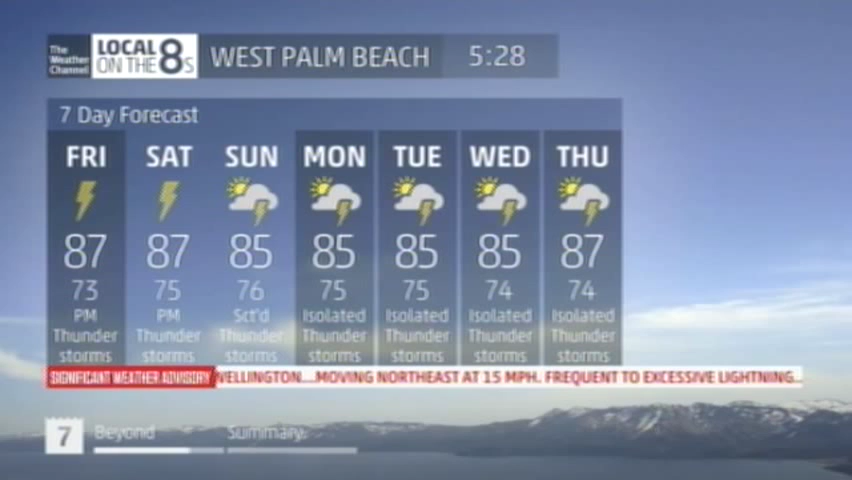 The Weather Channel
LOCAL ON THE 8s
WEST PALM BEACH
5:28
7 Day Forecast
FRI SAT SUN MON TUE WED THU
87 87 85 85 85 85 87
73 75 76 75 75 74 74
PM Thunder storms
PM Thunder storms
Sct'd Thunder storms
Isolated Thunder storms
Isolated Thunder storms
Isolated Thunder storms
Isolated Thunder storms
SIGNIFICANT WEATHER ADVISORY
WELLINGTON...MOVING NORTHEAST AT 15 MPH. FREQUENT TO EXCESSIVE LIGHTNING...
7 Beyond Summary